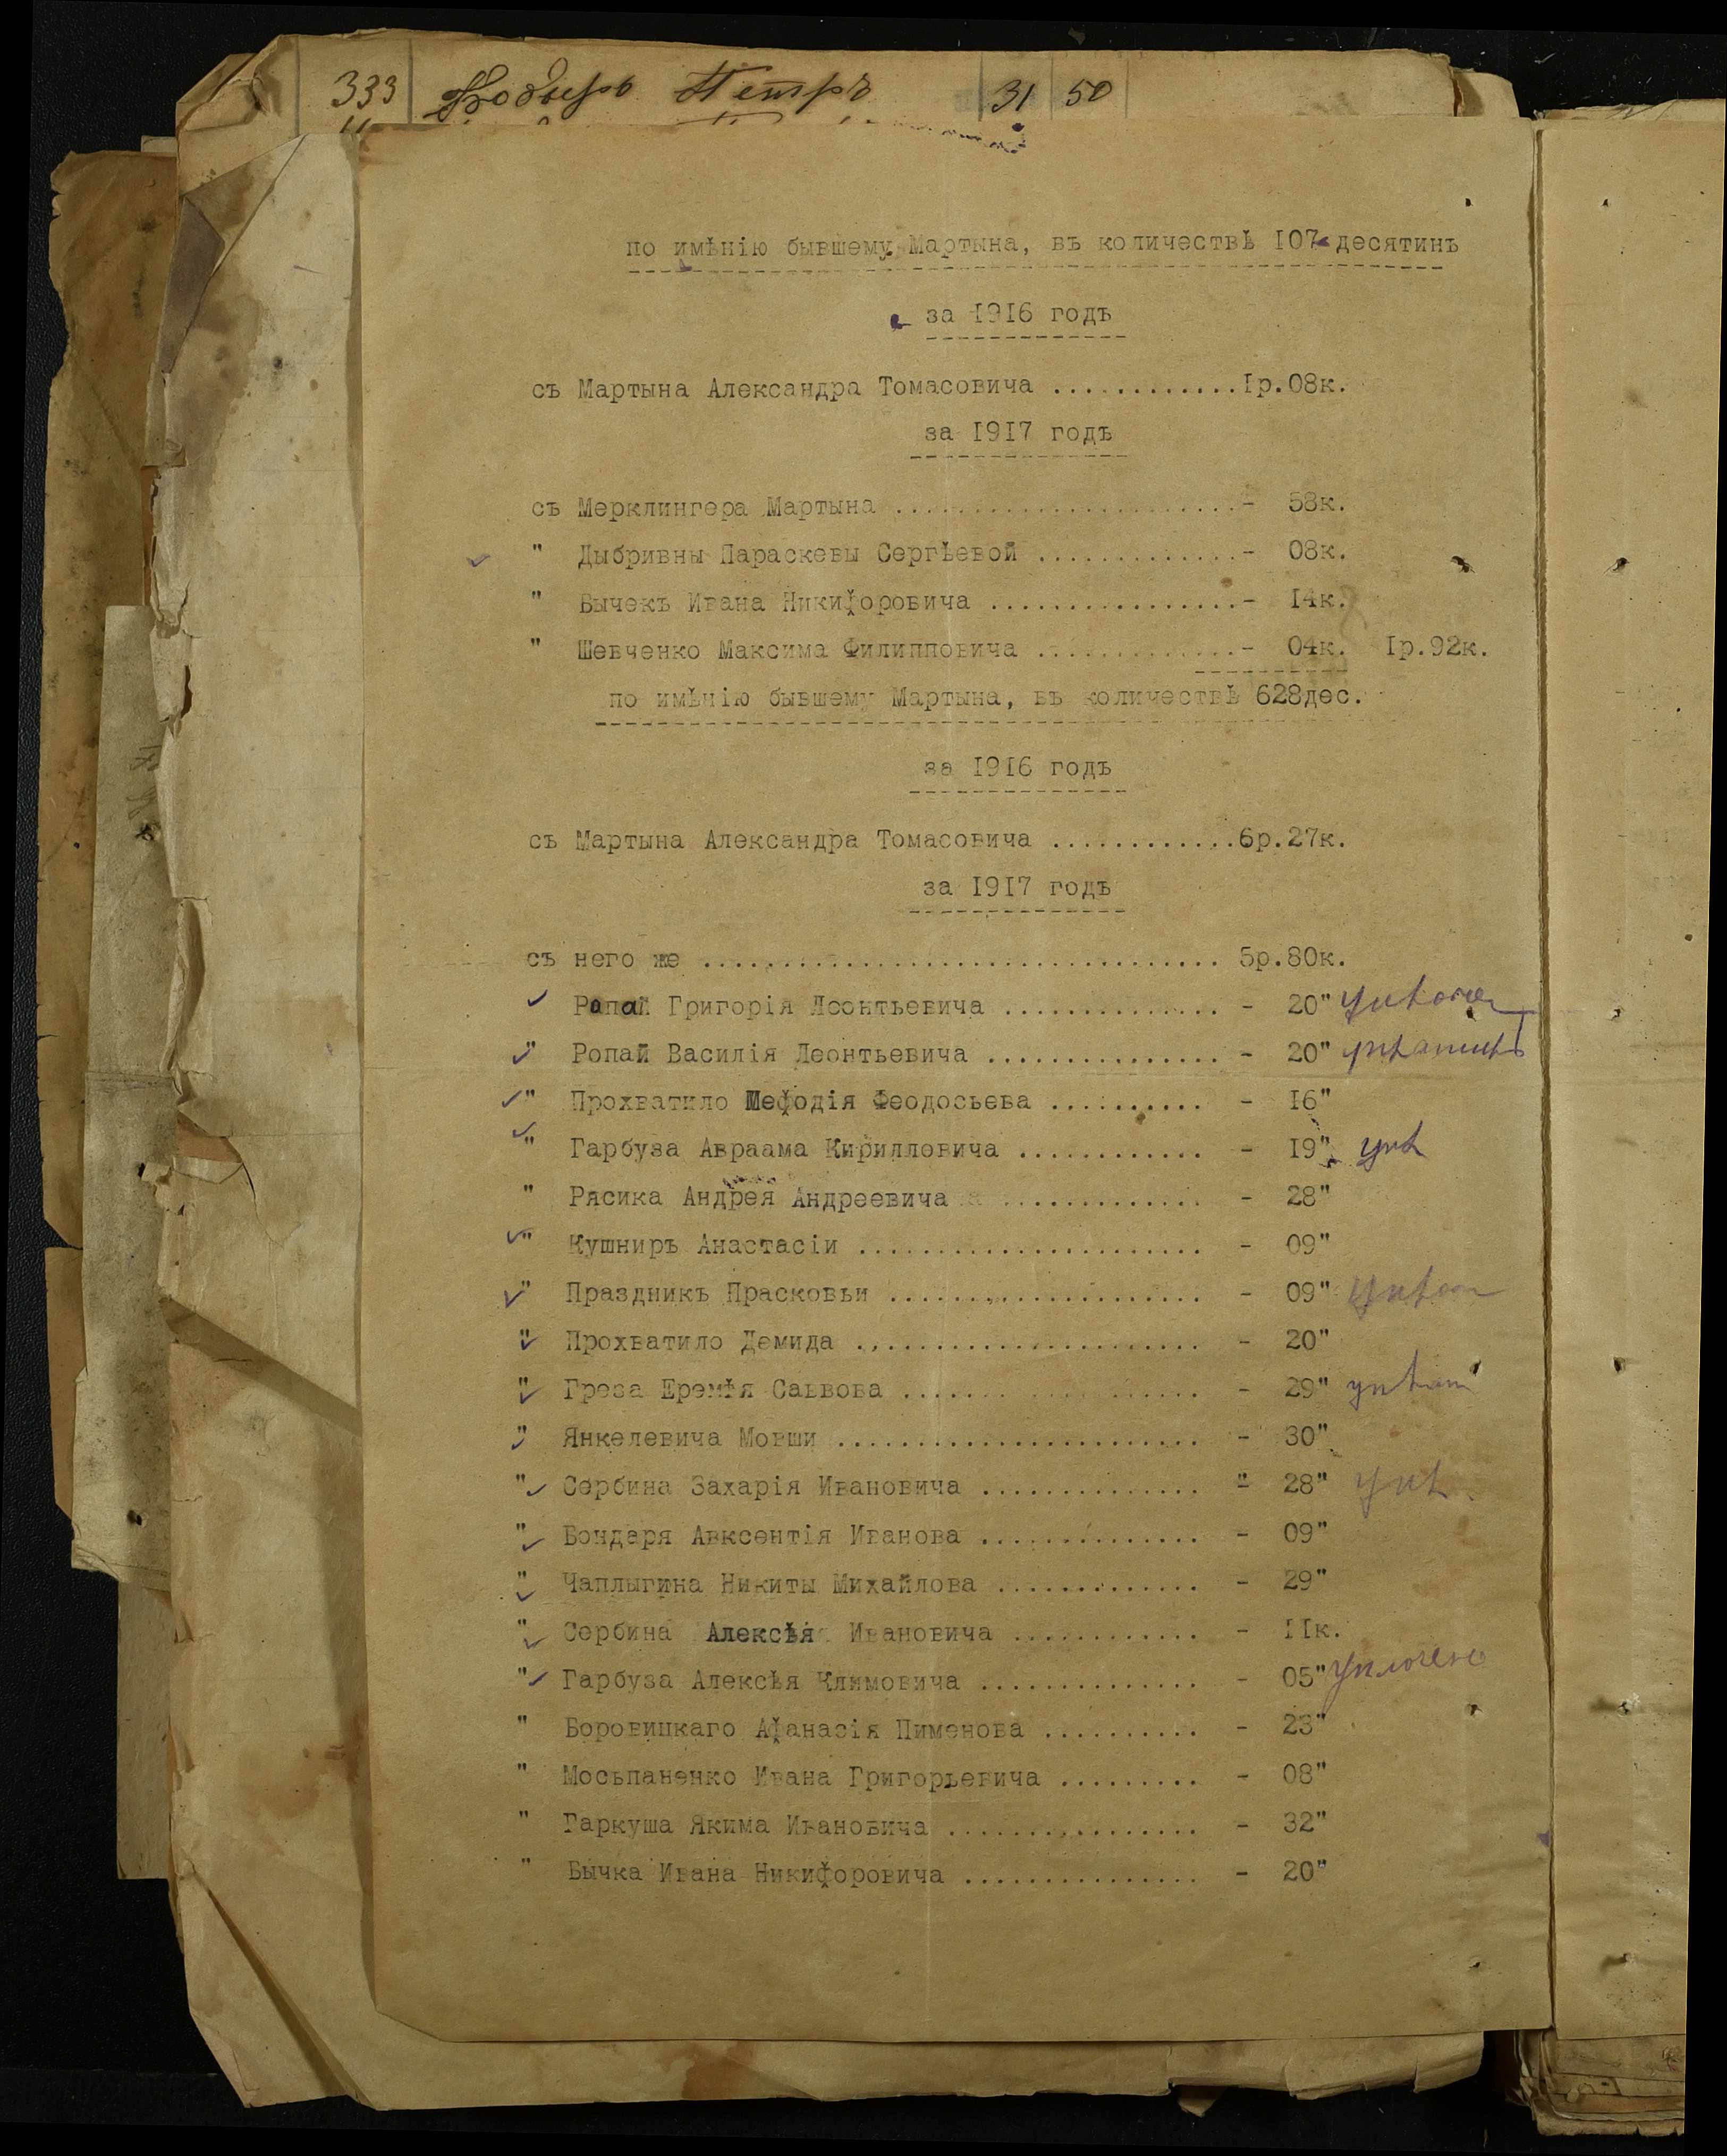 333 Петръ 31 50
по имѣнію бывшему Мартына, въ количествѣ 107 десятинъ
за 1916 годъ
съ Мартына Александра Томасовича ............1р.08к.
за 1917 годъ
съ Мерклингера Мартына ......................- 58к.
" Дыбривны Параскевы Сергѣевой .............- 08к.
" Бычекъ Ивана Никифоровича ................- 14к.
" Шевченко Максима Филипповича .............- 04к. 1р.92к.
по имѣнію бывшему Мартына, въ количествѣ 628дес.
за 1916 годъ
съ Мартына Александра Томасовича ............6р.27к.
за 1917 годъ
съ него же ................................. 5р.80к.
Ропай Григорія Леонтьевича .............. - 20"
" Ропай Василія Леонтьевича ............... - 20"
" Прохватило Мефодія Феодосьева .......... - 16"
" Гарбуза Авраама Кирилловича ............ - 19" упл
" Рясика Андрея Андреевича ............. - 28"
" Кушниръ Анастасіи ...................... - 09"
" Праздникъ Прасковьи .................... - 09"
" Прохватило Демида ...................... - 20"
" Греза Еремѣя Саввова ................... - 29"
" Янкелевича Мовши ....................... - 30"
" Сербина Захарія Ивановича .............. - 28" упл.
" Бондаря Авксентія Иванова .............. - 09"
" Чаплыгина Никиты Михайлова ............. - 29"
" Сербина Алексѣя Ивановича ............ - 11к.
" Гарбуза Алексѣя Климовича .............. - 05" Уплочено
" Боровицкаго Афанасія Пименова .......... - 23"
" Мосьпаненко Ивана Григорьевича ......... - 08"
" Гаркуша Якима Ивановича ................ - 32"
" Бычка Ивана Никифоровича ............... - 20"